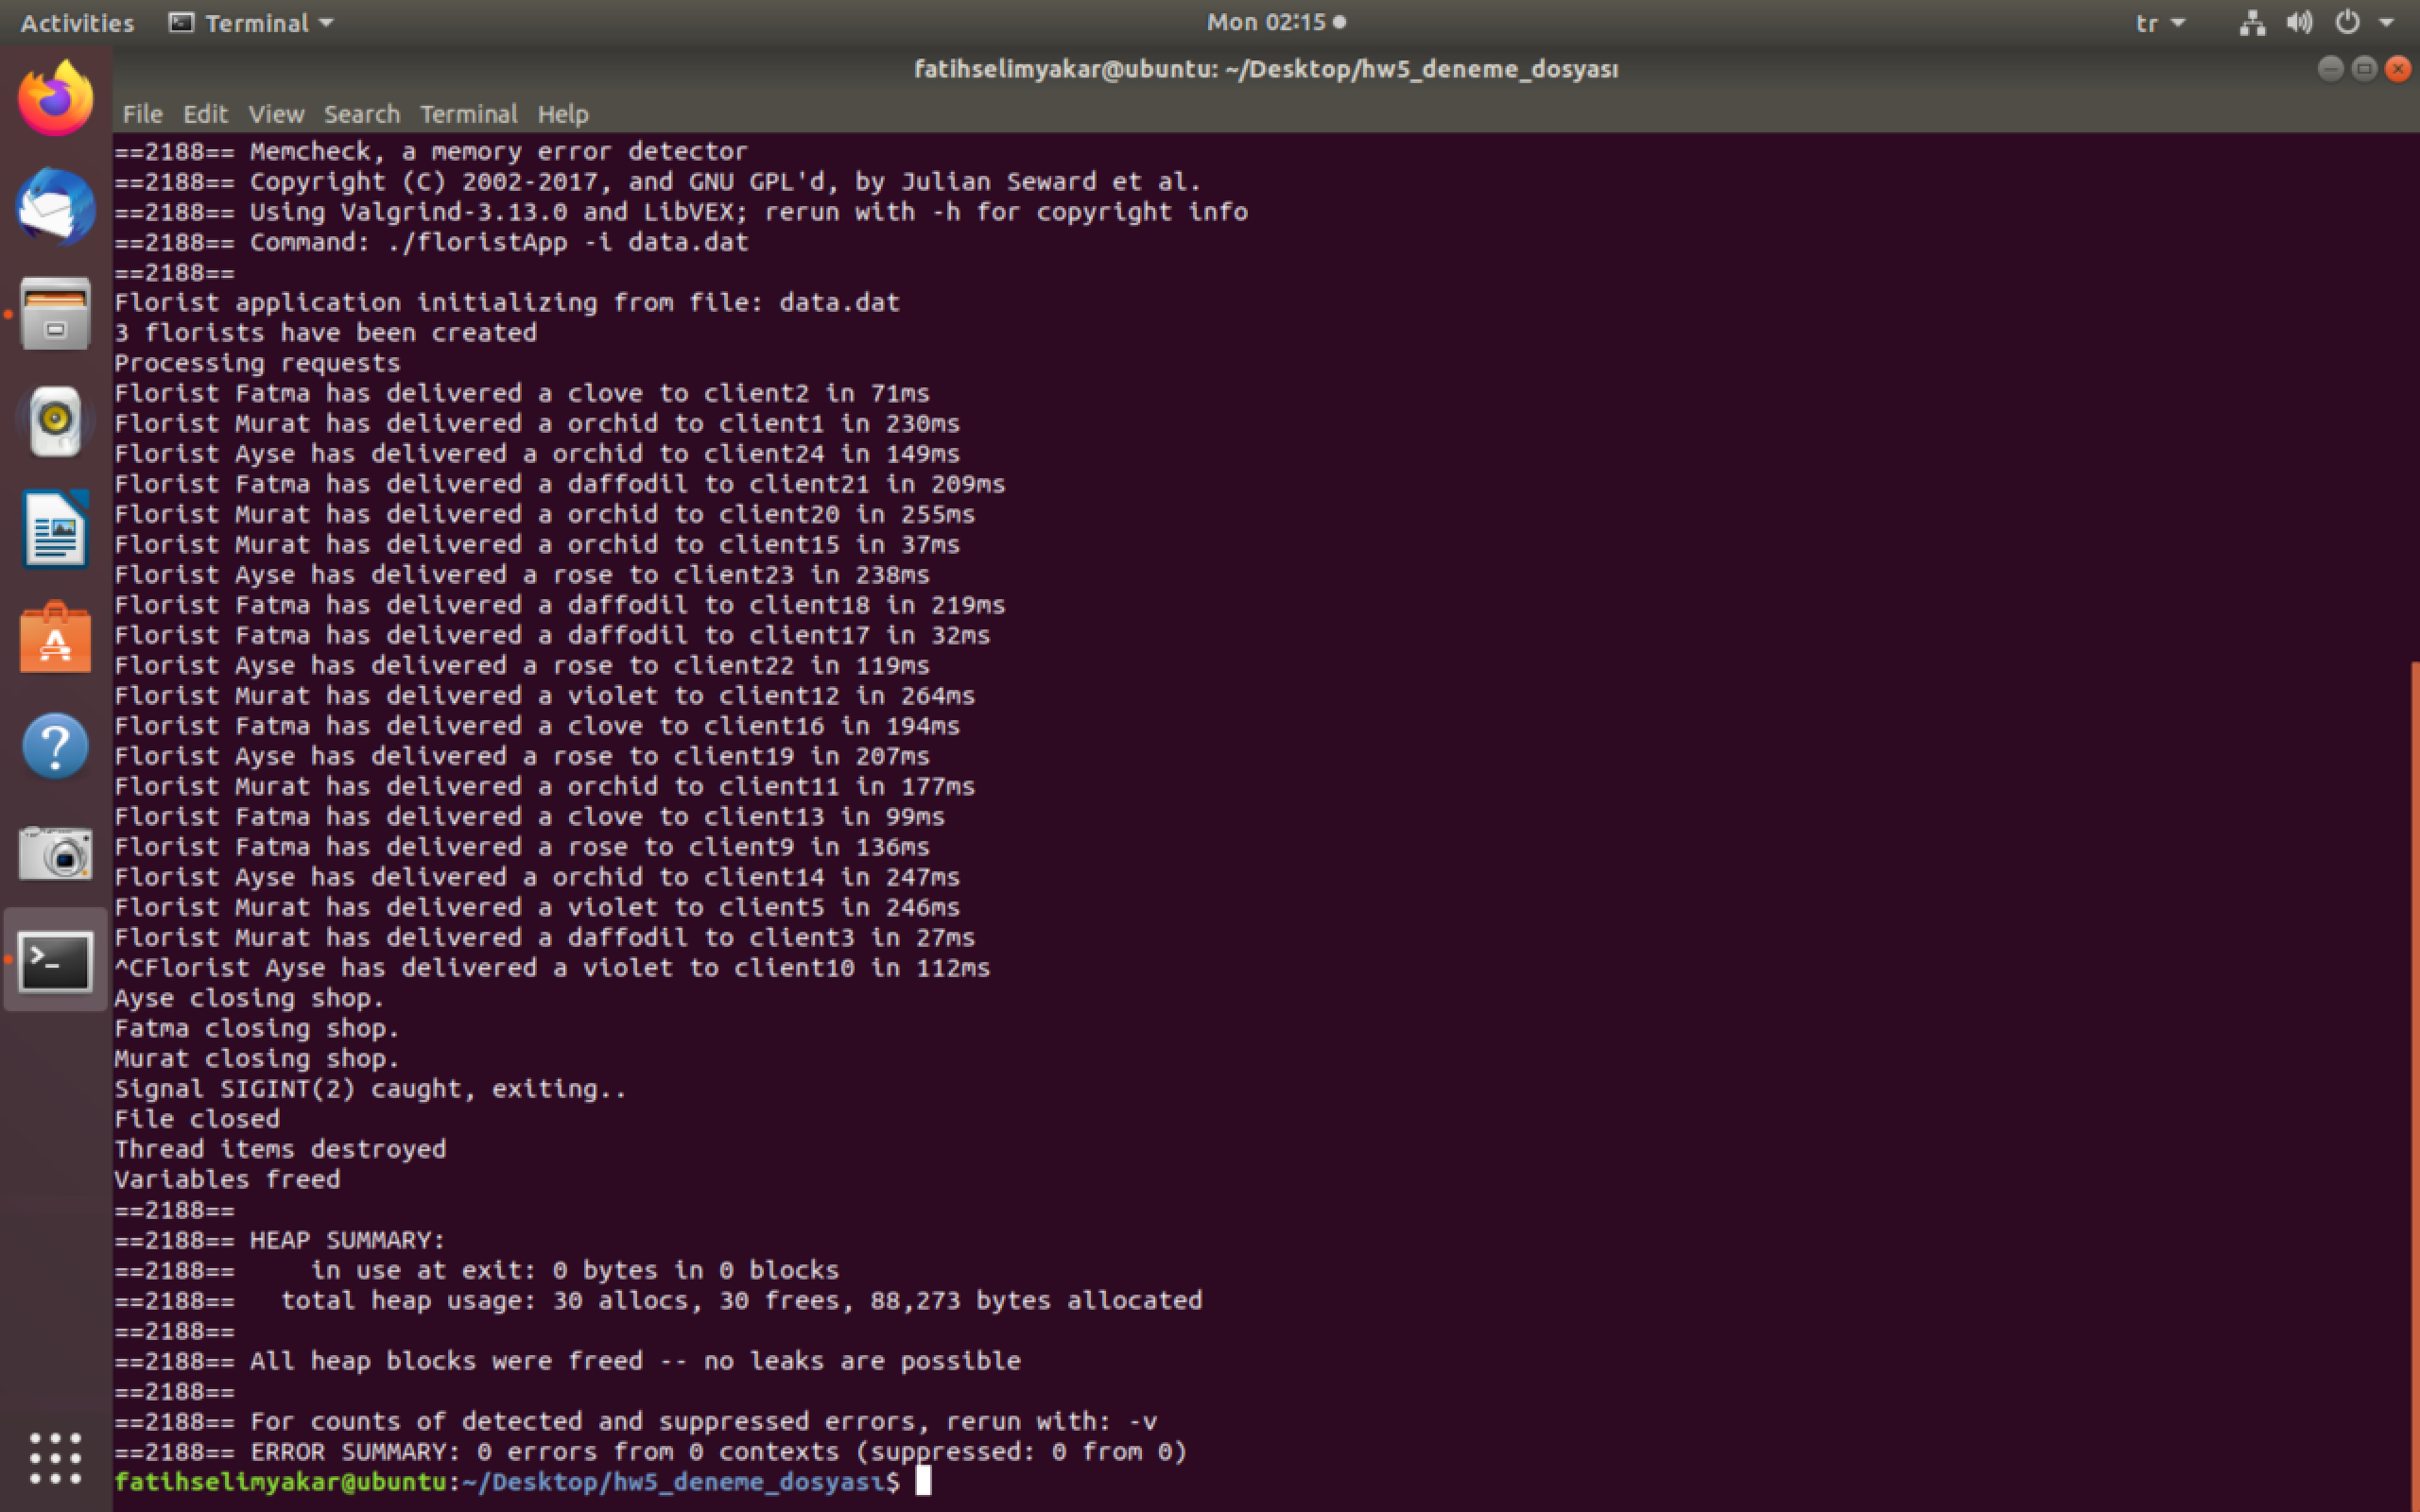 Activities Terminal Mon 02:15 tr
fatihselimyakar@ubuntu: ~/Desktop/hw5_deneme_dosyası
File Edit View Search Terminal Help
==2188== Memcheck, a memory error detector
==2188== Copyright (C) 2002-2017, and GNU GPL'd, by Julian Seward et al.
==2188== Using Valgrind-3.13.0 and LibVEX; rerun with -h for copyright info
==2188== Command: ./floristApp -i data.dat
==2188==
Florist application initializing from file: data.dat
3 florists have been created
Processing requests
Florist Fatma has delivered a clove to client2 in 71ms
Florist Murat has delivered a orchid to client1 in 230ms
Florist Ayse has delivered a orchid to client24 in 149ms
Florist Fatma has delivered a daffodil to client21 in 209ms
Florist Murat has delivered a orchid to client20 in 255ms
Florist Murat has delivered a orchid to client15 in 37ms
Florist Ayse has delivered a rose to client23 in 238ms
Florist Fatma has delivered a daffodil to client18 in 219ms
Florist Fatma has delivered a daffodil to client17 in 32ms
Florist Ayse has delivered a rose to client22 in 119ms
Florist Murat has delivered a violet to client12 in 264ms
Florist Fatma has delivered a clove to client16 in 194ms
Florist Ayse has delivered a rose to client19 in 207ms
Florist Murat has delivered a orchid to client11 in 177ms
Florist Fatma has delivered a clove to client13 in 99ms
Florist Fatma has delivered a rose to client9 in 136ms
Florist Ayse has delivered a orchid to client14 in 247ms
Florist Murat has delivered a violet to client5 in 246ms
Florist Murat has delivered a daffodil to client3 in 27ms
^CFlorist Ayse has delivered a violet to client10 in 112ms
Ayse closing shop.
Fatma closing shop.
Murat closing shop.
Signal SIGINT(2) caught, exiting..
File closed
Thread items destroyed
Variables freed
==2188==
==2188== HEAP SUMMARY:
==2188==     in use at exit: 0 bytes in 0 blocks
==2188==   total heap usage: 30 allocs, 30 frees, 88,273 bytes allocated
==2188==
==2188== All heap blocks were freed -- no leaks are possible
==2188==
==2188== For counts of detected and suppressed errors, rerun with: -v
==2188== ERROR SUMMARY: 0 errors from 0 contexts (suppressed: 0 from 0)
fatihselimyakar@ubuntu:~/Desktop/hw5_deneme_dosyası$